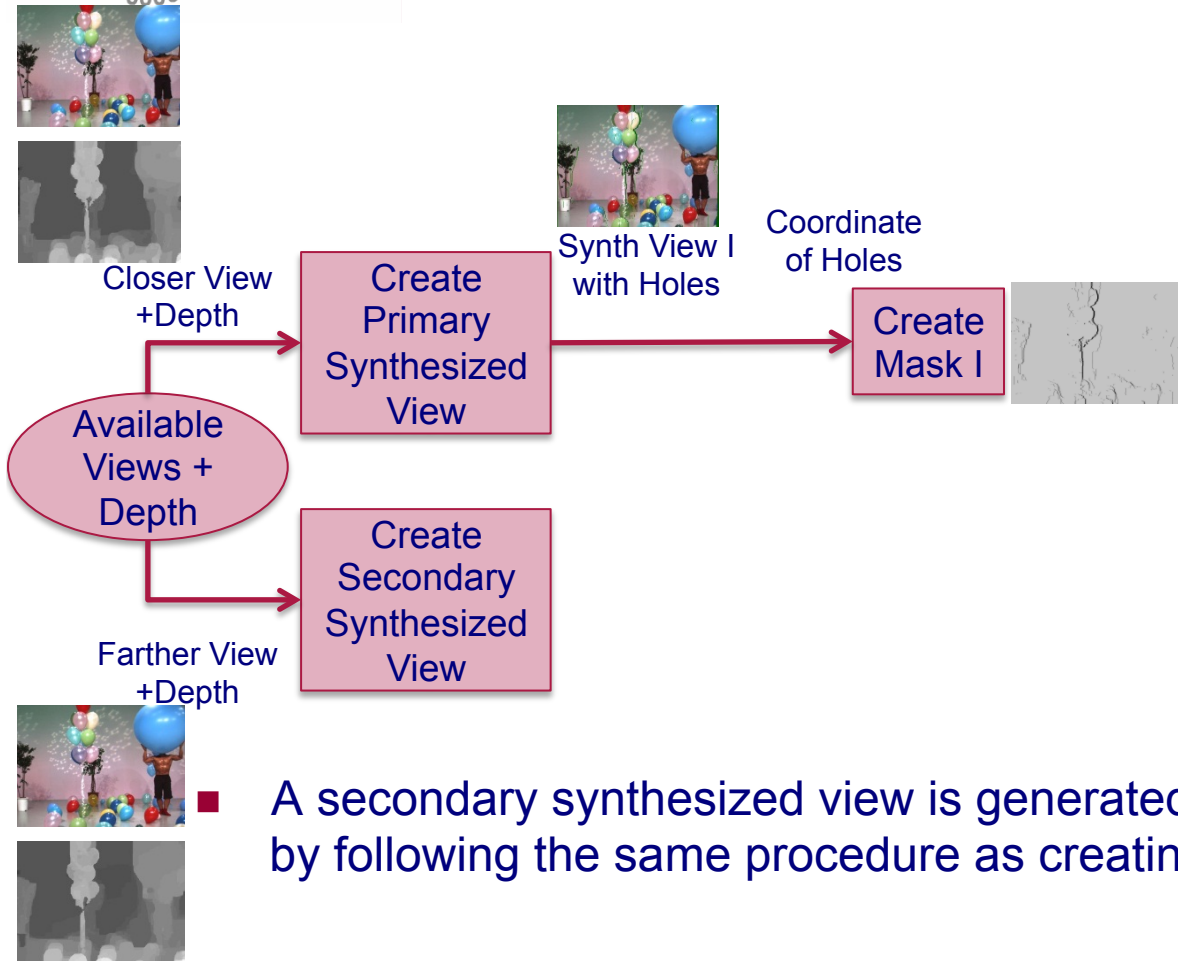 Synth View I
with Holes
Coordinate
of Holes
Closer View
+Depth
Create
Primary
Synthesized
View
Create
Mask I
Available
Views +
Depth
Create
Secondary
Synthesized
View
Farther View
+Depth
A secondary synthesized view is generated
by following the same procedure as creatin